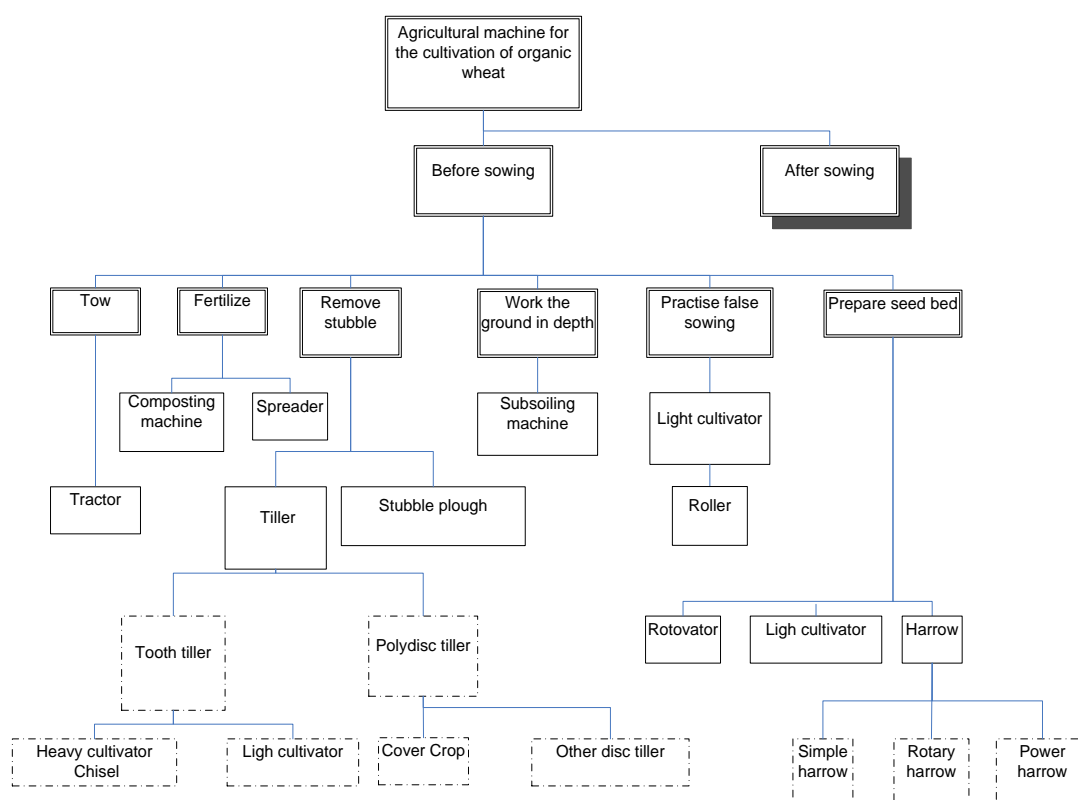 Agricultural machine for
the cultivation of organic
wheat
Before sowing
After sowing
Tow
Fertilize
Remove
stubble
Work the
ground in depth
Practise false
sowing
Prepare seed bed
Composting
machine
Spreader
Subsoiling
machine
Light cultivator
Tractor
Tiller
Stubble plough
Roller
Tooth tiller
Polydisc tiller
Rotovator
Ligh cultivator
Harrow
Heavy cultivator
Chisel
Ligh cultivator
Cover Crop
Other disc tiller
Simple
harrow
Rotary
harrow
Power
harrow